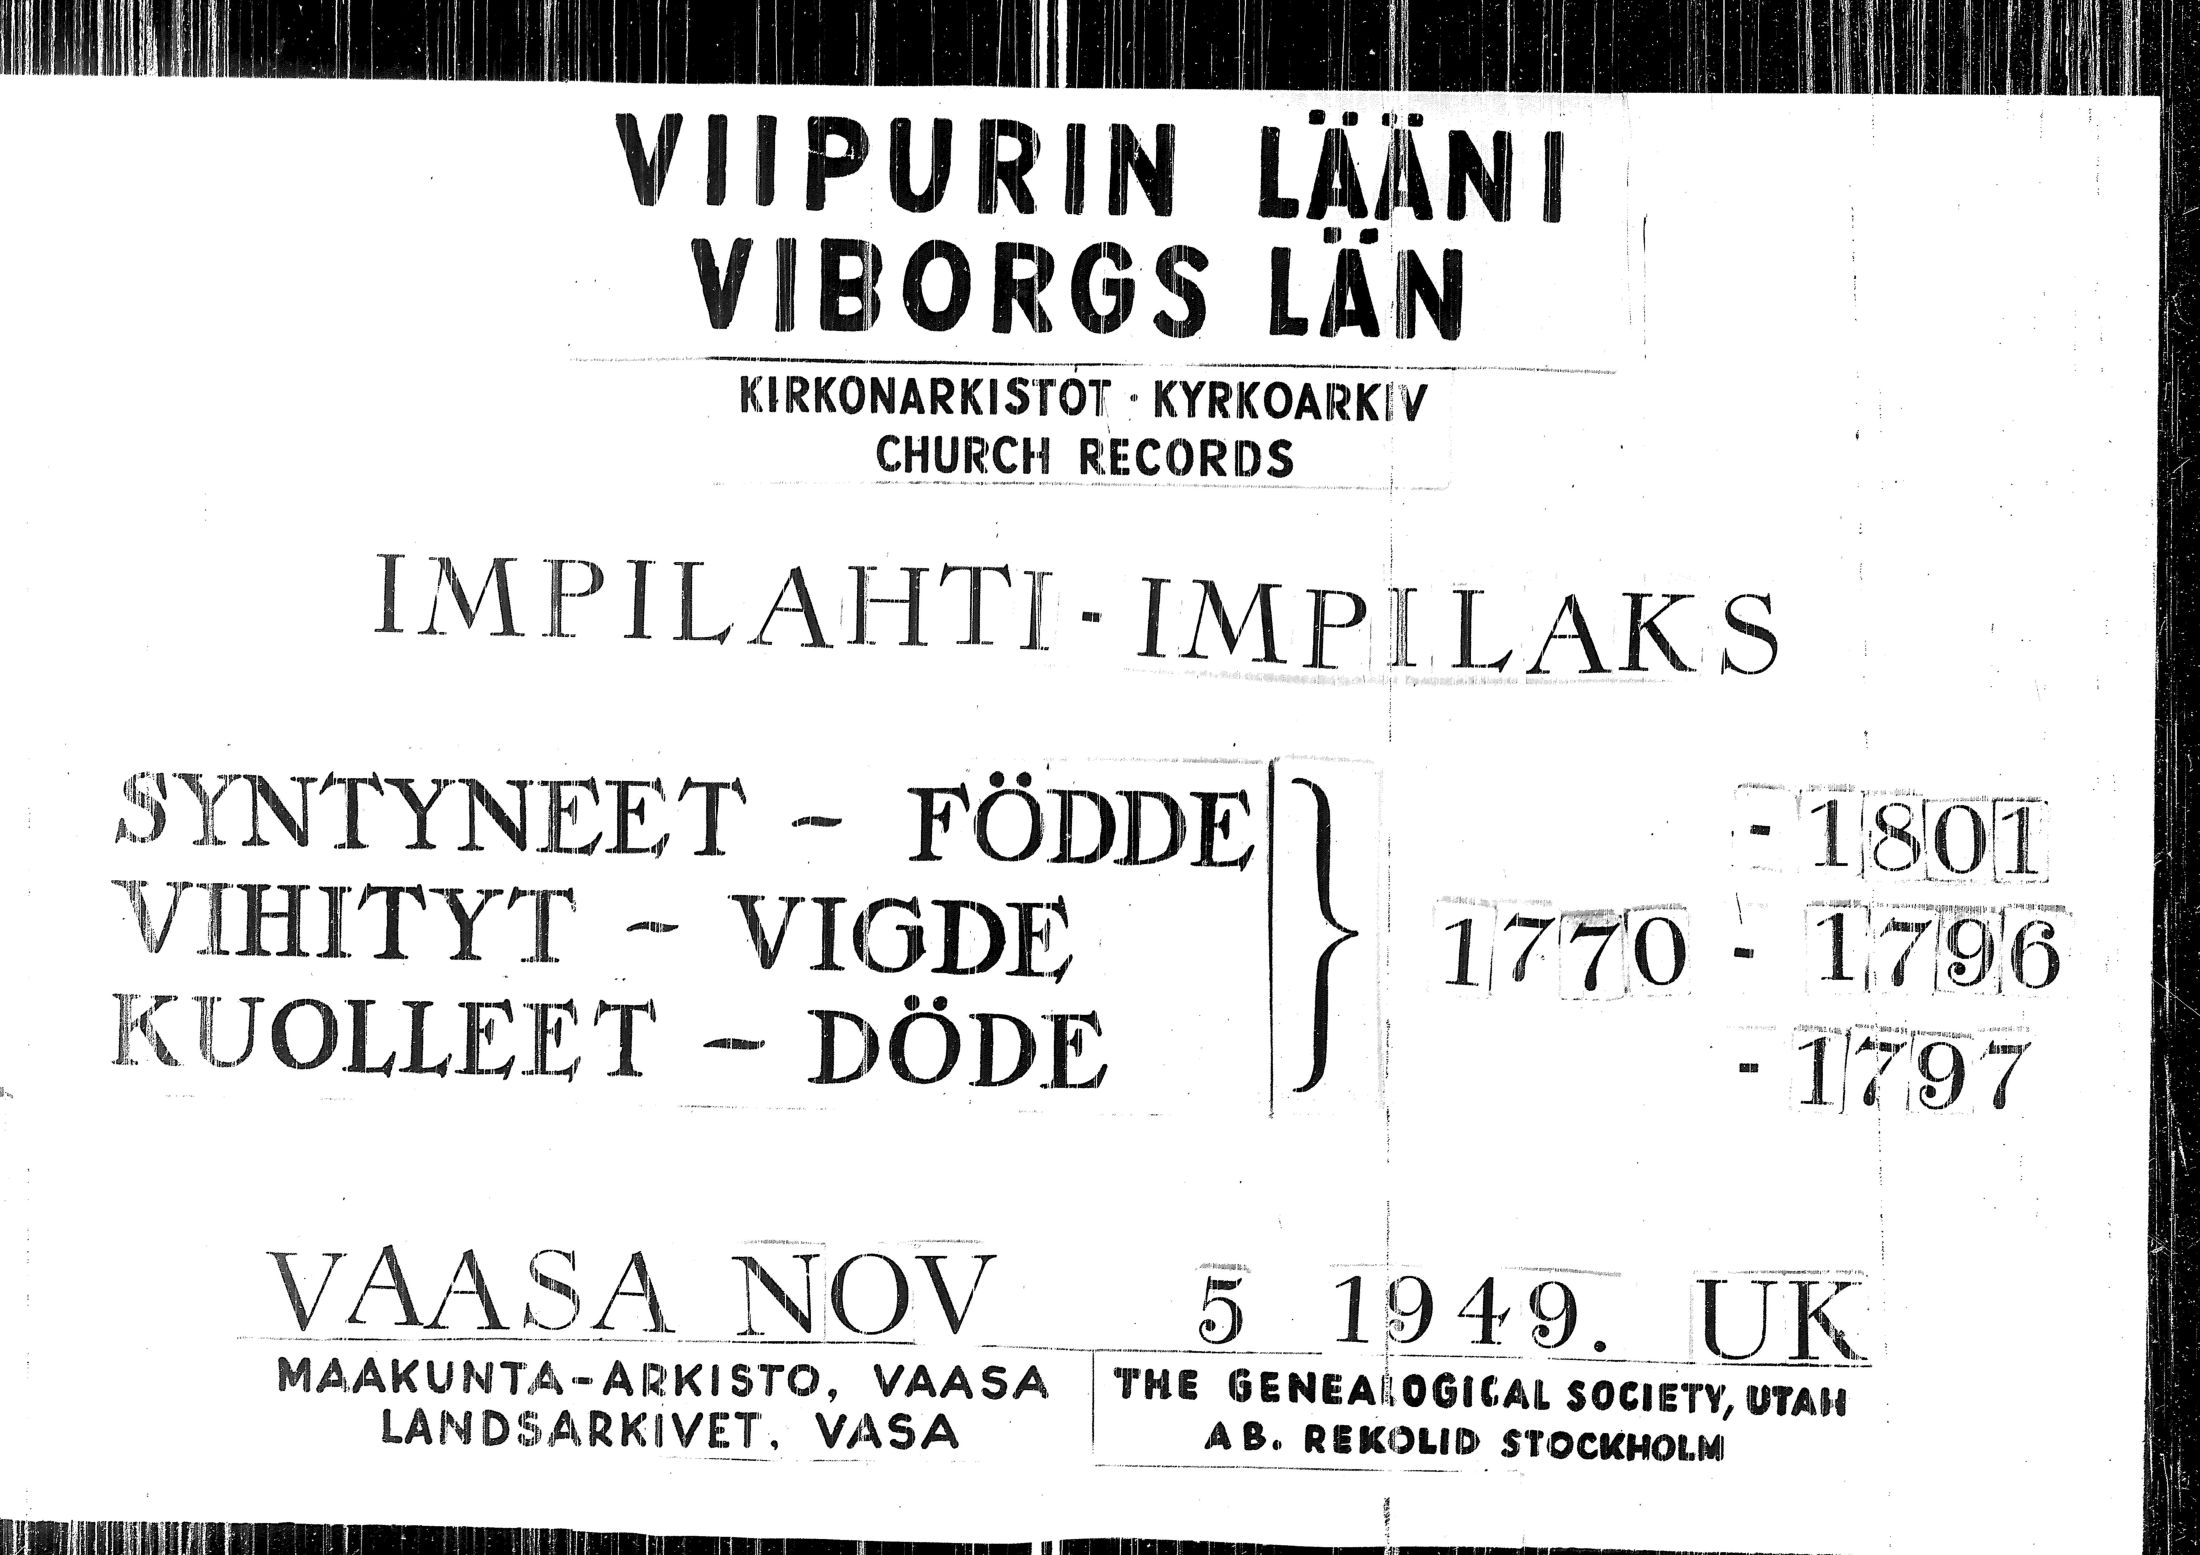 VIIPURIN LÄÄNI
VIBORGS LÄN
KIRKONARKISTOT · KYRKOARKIV
CHURCH RECORDS
IMPILAHTI - IMPILAKS
SYNTYNEET - FÖDDE } - 1801
VIHITYT - VIGDE 1770 - 1796
KUOLLEET - DÖDE - 1797
VAASA NOV 5 1949. UK
MAAKUNTA-ARKISTO, VAASA
LANDSARKIVET, VASA
THE GENEALOGICAL SOCIETY, UTAH
AB. REKOLID STOCKHOLM